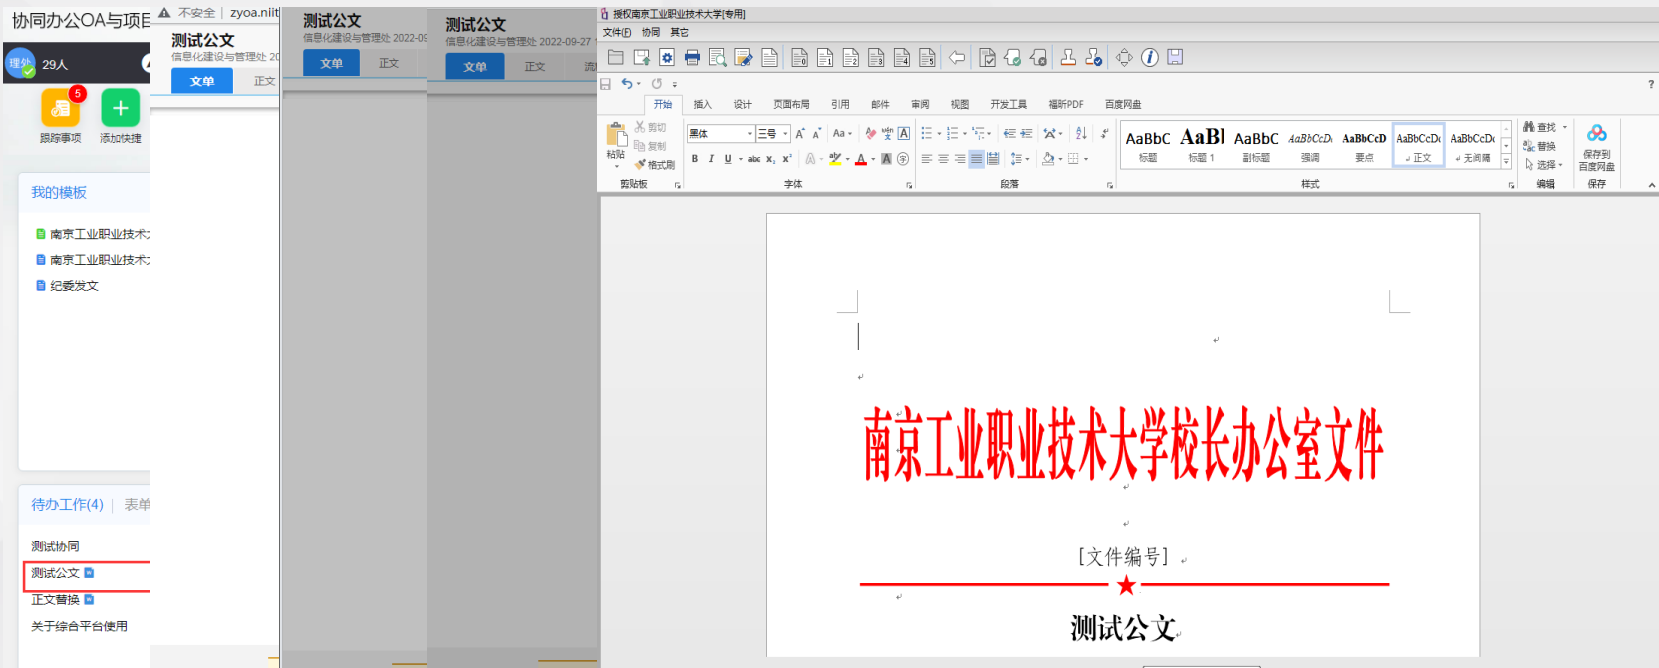 协同办公OA与项目
29人
5
跟踪事项
添加快捷
我的模板
南京工业职业技术大
南京工业职业技术大
纪委发文
待办工作(4)
表单
测试协同
测试公文
正文替换
关于综合平台使用
不安全 | zyoa.niit
测试公文
信息化建设与管理处 20
文单 正文
测试公文
信息化建设与管理处 2022-09
文单 正文
测试公文
信息化建设与管理处 2022-09-27 1
文单 正文 流
授权南京工业职业技术大学[专用]
文件(F) 协同 其它
开始 插入 设计 页面布局 引用 邮件 审阅 视图 开发工具 福昕PDF 百度网盘
粘贴
剪切
复制
格式刷
剪贴板
黑体 三号
字体
段落
AaBbC AaBl AaBbC AaBbCcDı AaBbCcD AaBbCcDı AaBbCcDı
标题 标题 1 副标题 强调 要点 正文 无间隔
样式
查找
替换
选择
编辑
保存到
百度网盘
保存
南京工业职业技术大学校长办公室文件
[文件编号]
测试公文